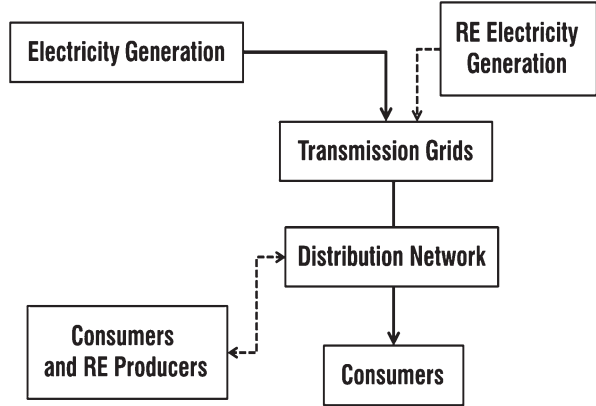 Electricity Generation
RE Electricity
Generation
Transmission Grids
Distribution Network
Consumers
and RE Producers
Consumers